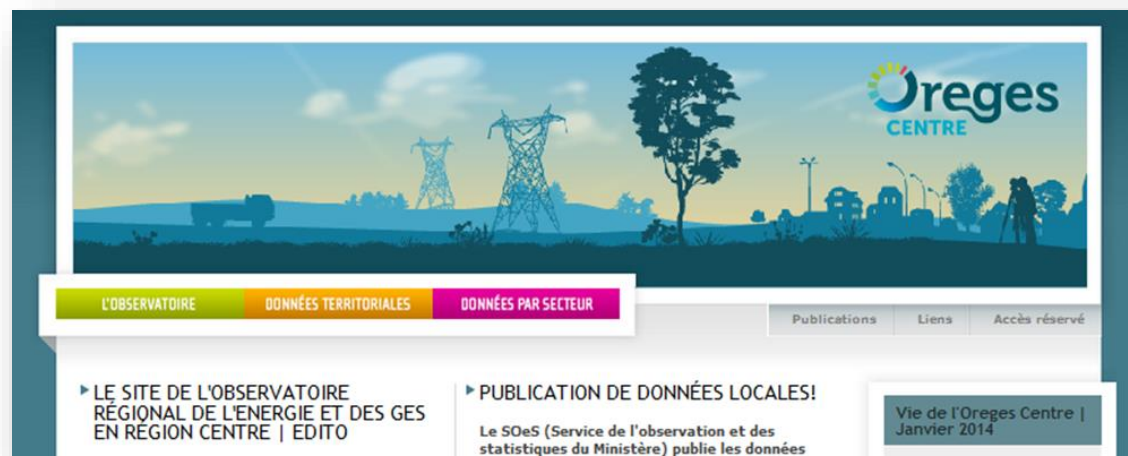 Oreges
CENTRE
L'OBSERVATOIRE
DONNÉES TERRITORIALES
DONNÉES PAR SECTEUR
Publications
Liens
Accès réservé
LE SITE DE L'OBSERVATOIRE
RÉGIONAL DE L'ENERGIE ET DES GES
EN RÉGION CENTRE | EDITO
PUBLICATION DE DONNÉES LOCALES!
Le SOeS (Service de l'observation et des
statistiques du Ministère) publie les données
Vie de l'Oreges Centre |
Janvier 2014